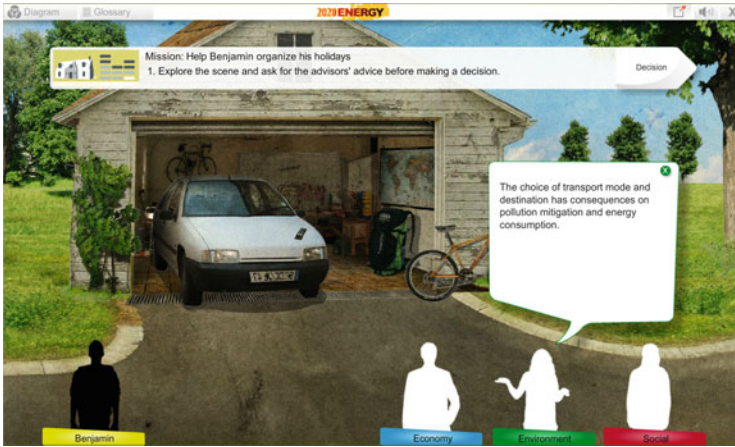 Diagram
Glossary
2020 ENERGY
X
Mission: Help Benjamin organize his holidays
1. Explore the scene and ask for the advisors' advice before making a decision.
Decision
X
The choice of transport mode and
destination has consequences on
pollution mitigation and energy
consumption.
Benjamin
Economy
Environment
Social